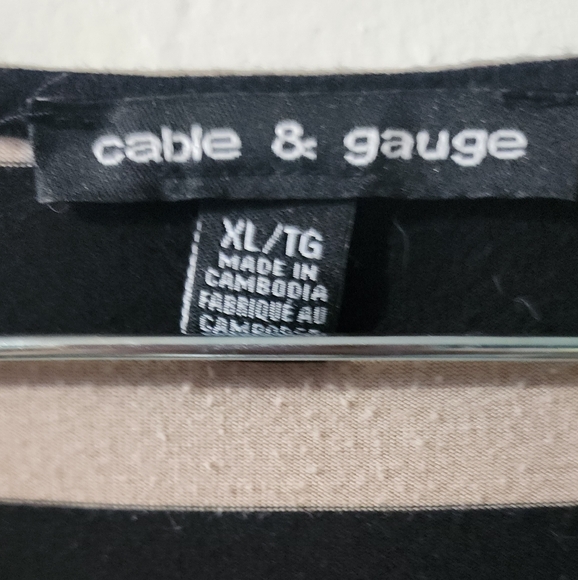 cable & gauge
XL/TG
MADE IN
CAMBODIA
FABRIQUÉ AU